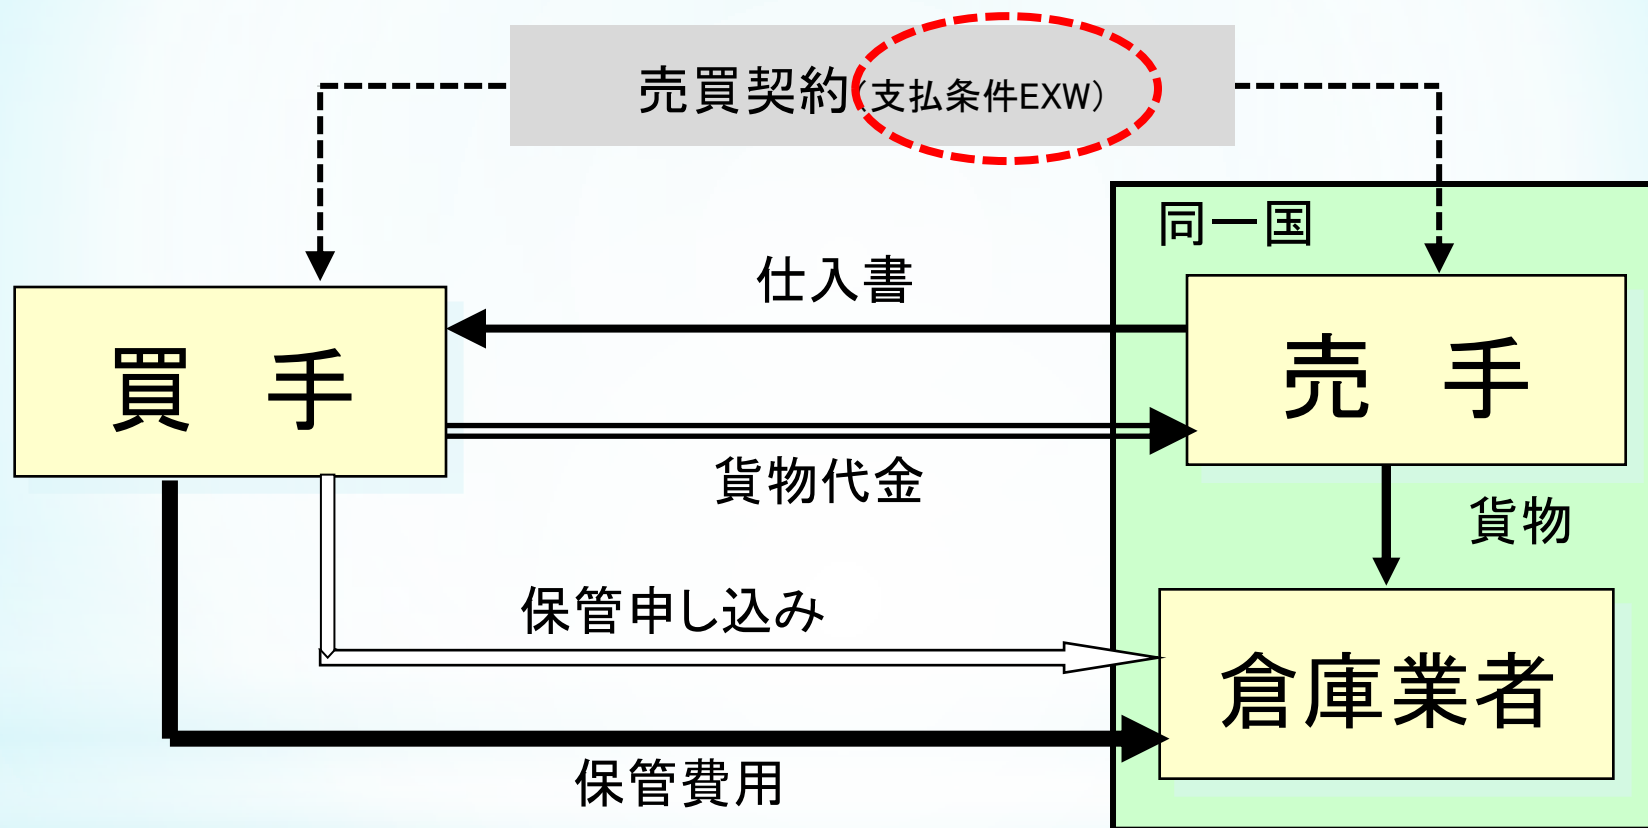 売買契約（支払条件EXW）
同一国
仕入書
買　手
売　手
貨物代金
貨物
保管申し込み
倉庫業者
保管費用